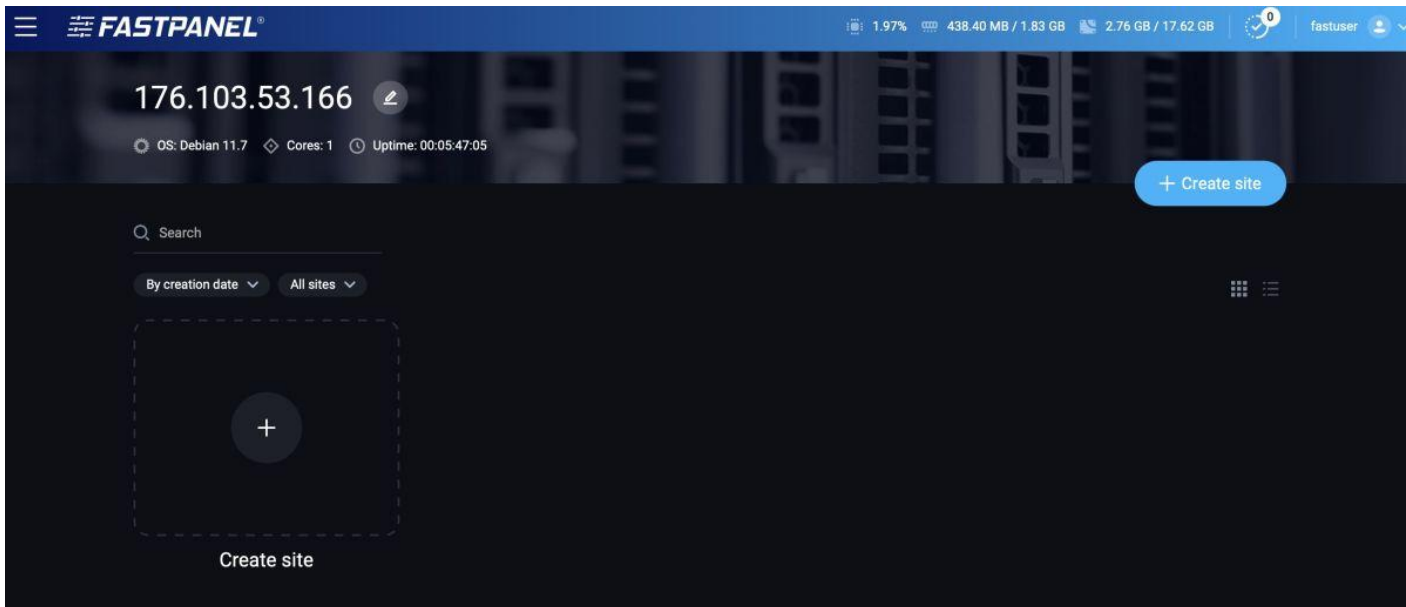 FASTPANEL® 1.97% 438.40 MB / 1.83 GB 2.76 GB / 17.62 GB 0 fastuser
176.103.53.166
OS: Debian 11.7 Cores: 1 Uptime: 00:05:47:05
+ Create site
Search
By creation date All sites
+
Create site